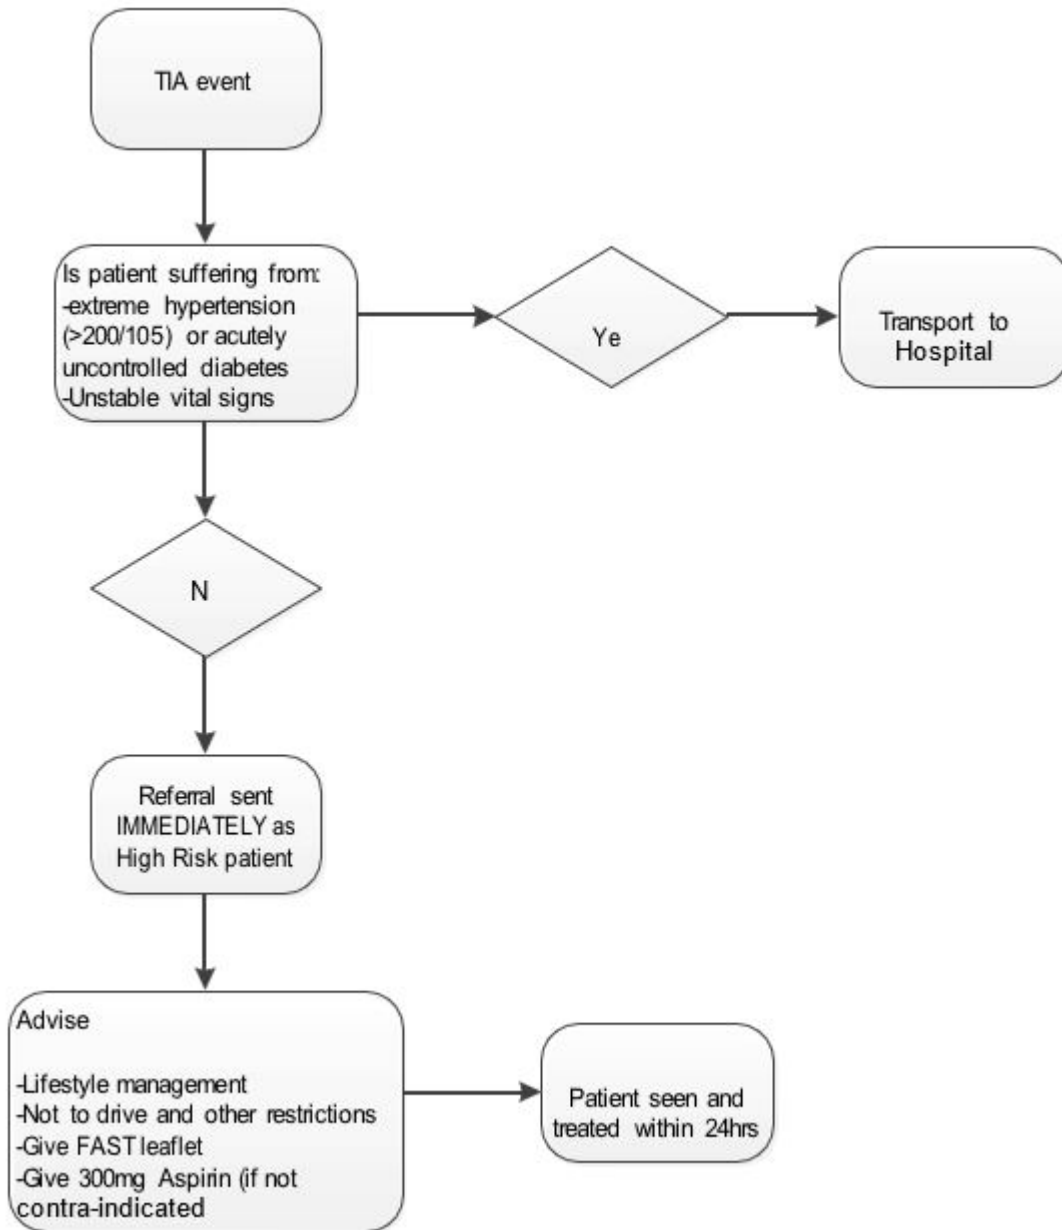 TIA event
Is patient suffering from:
-extreme hypertension
(>200/105) or acutely
uncontrolled diabetes
-Unstable vital signs
Ye
Transport to
Hospital
N
Referral sent
IMMEDIATELY as
High Risk patient
Advise
-Lifestyle management
-Not to drive and other restrictions
-Give FAST leaflet
-Give 300mg Aspirin (if not
contra-indicated
Patient seen and
treated within 24hrs